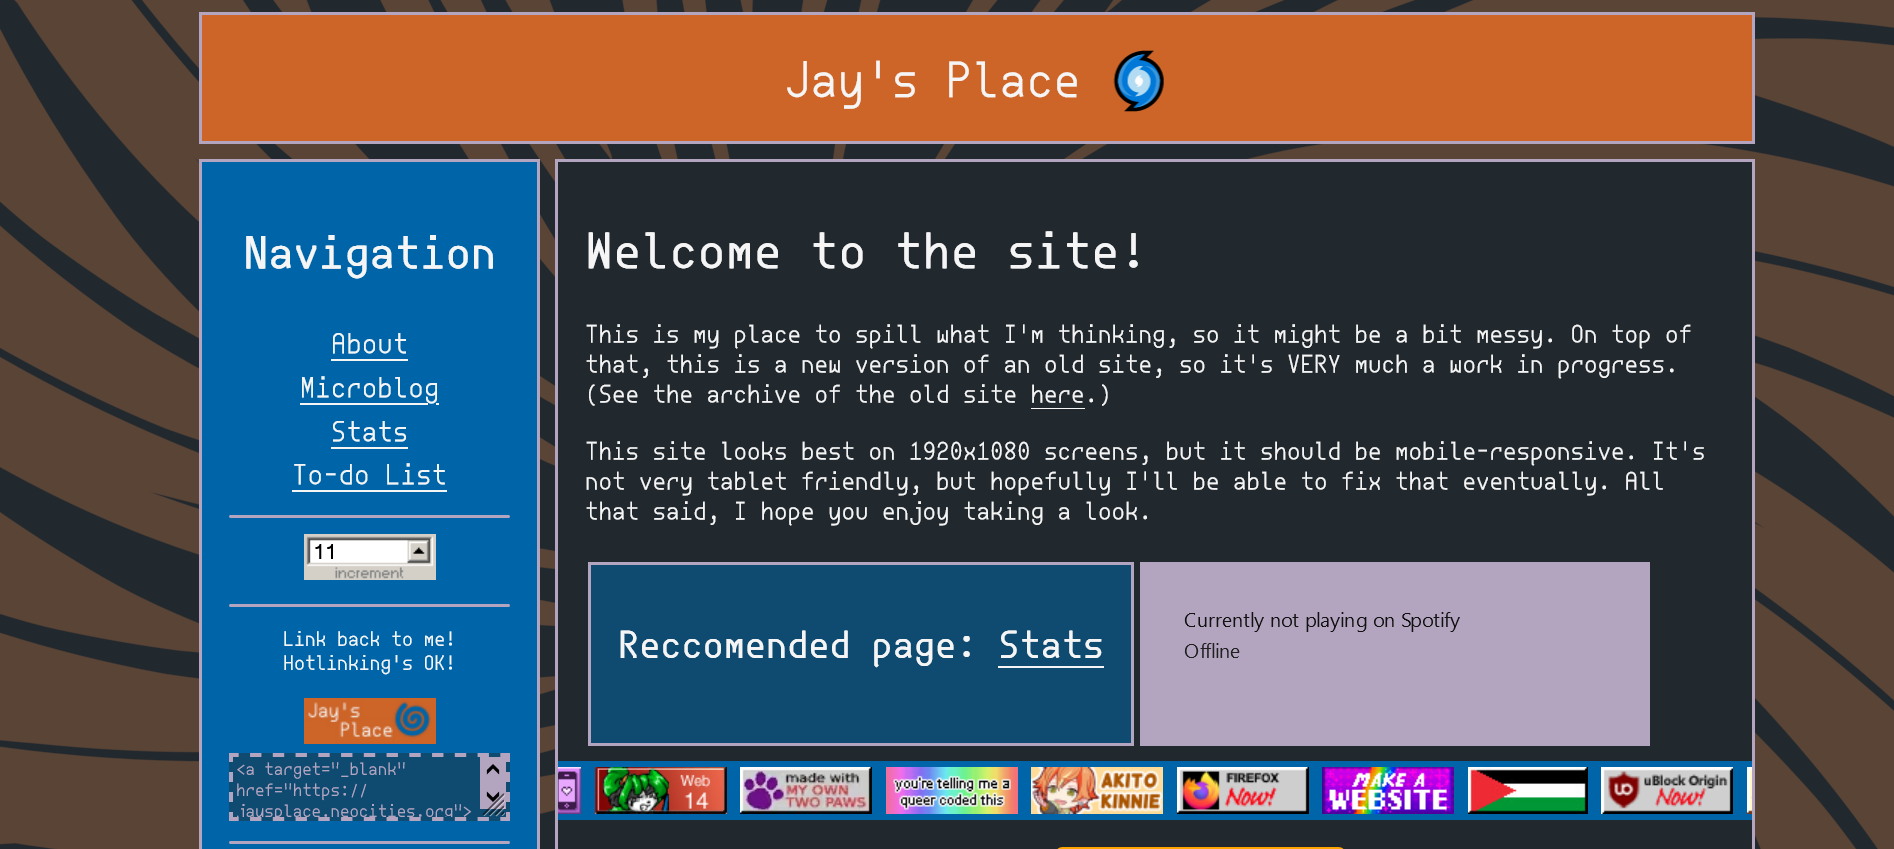 Jay's Place
Navigation
About
Microblog
Stats
To-do List
11
increment
Link back to me!
Hotlinking's OK!
Jay's
Place
<a target="_blank"
href="https://
jaysplace.neocities.org">
Welcome to the site!
This is my place to spill what I'm thinking, so it might be a bit messy. On top of
that, this is a new version of an old site, so it's VERY much a work in progress.
(See the archive of the old site here.)
This site looks best on 1920x1080 screens, but it should be mobile-responsive. It's
not very tablet friendly, but hopefully I'll be able to fix that eventually. All
that said, I hope you enjoy taking a look.
Reccomended page: Stats
Currently not playing on Spotify
Offline
Web
14
made with
MY OWN
TWO PAWS
you're telling me a
queer coded this
AKITO
KINNIE
FIREFOX
Now!
MAKE A
WEBSITE
uBlock Origin
Now!